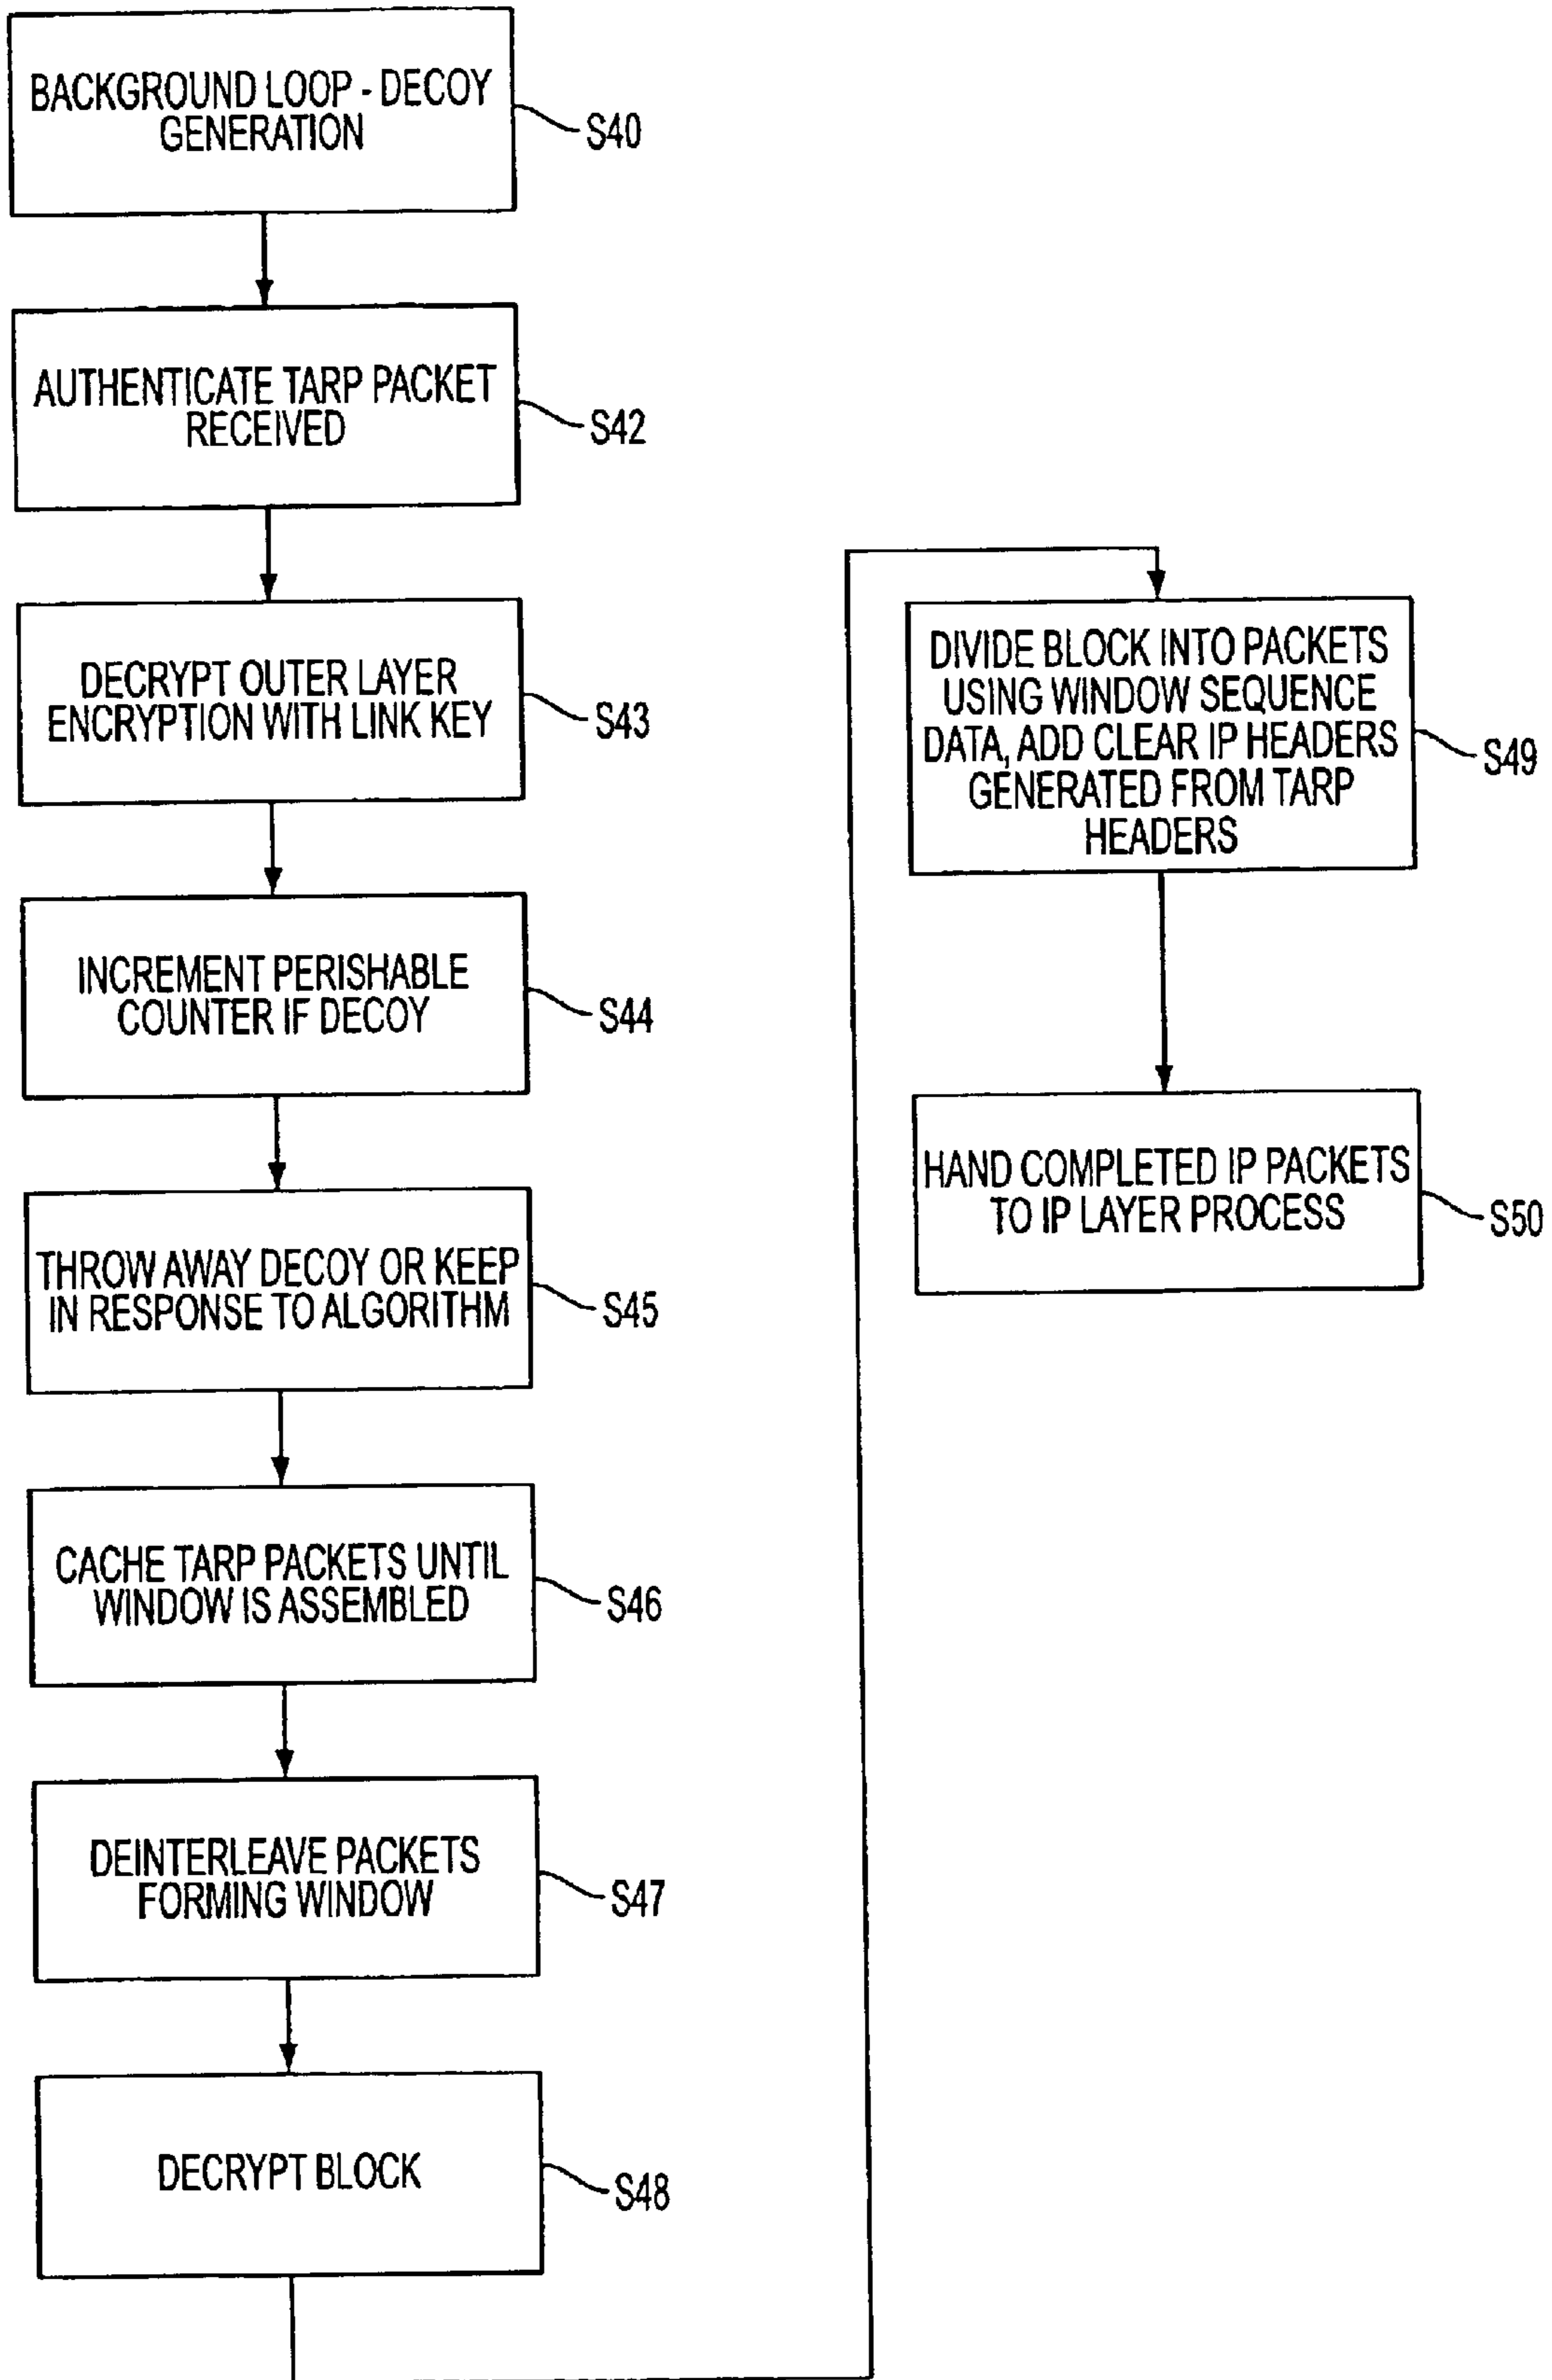 BACKGROUND LOOP - DECOY
GENERATION
S40
AUTHENTICATE TARP PACKET
RECEIVED
S42
DECRYPT OUTER LAYER
ENCRYPTION WITH LINK KEY
S43
INCREMENT PERISHABLE
COUNTER IF DECOY
S44
THROW AWAY DECOY OR KEEP
IN RESPONSE TO ALGORITHM
S45
CACHE TARP PACKETS UNTIL
WINDOW IS ASSEMBLED
S46
DEINTERLEAVE PACKETS
FORMING WINDOW
S47
DECRYPT BLOCK
S48
DIVIDE BLOCK INTO PACKETS
USING WINDOW SEQUENCE
DATA, ADD CLEAR IP HEADERS
GENERATED FROM TARP
HEADERS
S49
HAND COMPLETED IP PACKETS
TO IP LAYER PROCESS
S50